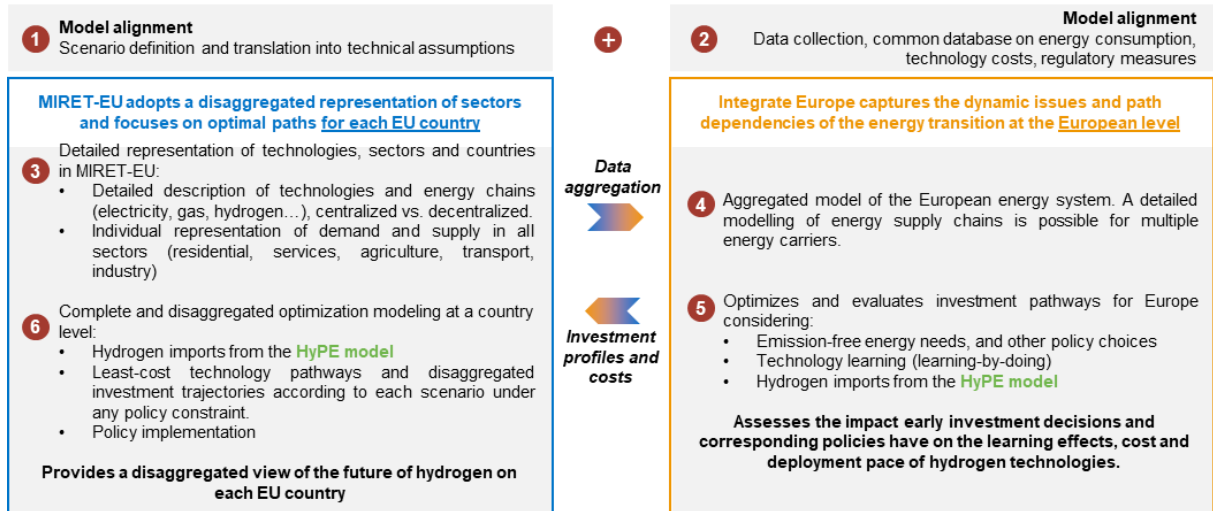 1
Model alignment
Scenario definition and translation into technical assumptions
+
2
Model alignment
Data collection, common database on energy consumption,
technology costs, regulatory measures
MIRET-EU adopts a disaggregated representation of sectors
and focuses on optimal paths for each EU country
3
Detailed representation of technologies, sectors and countries
in MIRET-EU:
• Detailed description of technologies and energy chains
(electricity, gas, hydrogen…), centralized vs. decentralized.
• Individual representation of demand and supply in all
sectors (residential, services, agriculture, transport,
industry)
6
Complete and disaggregated optimization modeling at a country
level:
• Hydrogen imports from the HyPE model
• Least-cost technology pathways and disaggregated
investment trajectories according to each scenario under
any policy constraint.
• Policy implementation
Provides a disaggregated view of the future of hydrogen on
each EU country
Data
aggregation
Investment
profiles and
costs
Integrate Europe captures the dynamic issues and path
dependencies of the energy transition at the European level
4
Aggregated model of the European energy system. A detailed
modelling of energy supply chains is possible for multiple
energy carriers.
5
Optimizes and evaluates investment pathways for Europe
considering:
• Emission-free energy needs, and other policy choices
• Technology learning (learning-by-doing)
• Hydrogen imports from the HyPE model
Assesses the impact early investment decisions and
corresponding policies have on the learning effects, cost and
deployment pace of hydrogen technologies.